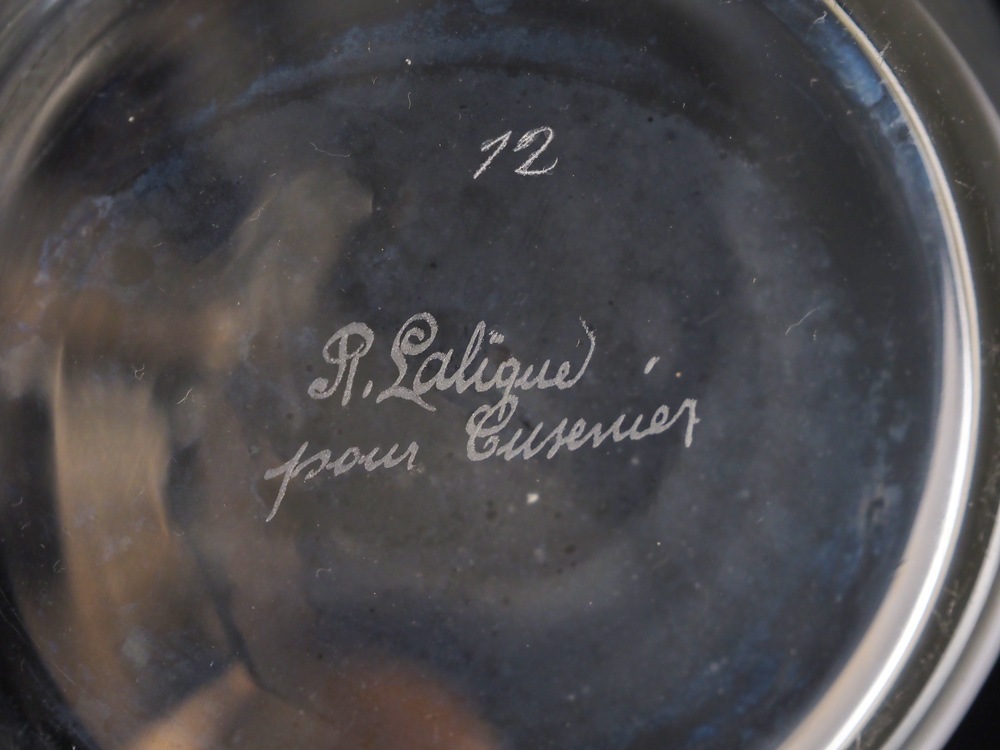 12
R. Lalique
pour Cusenier